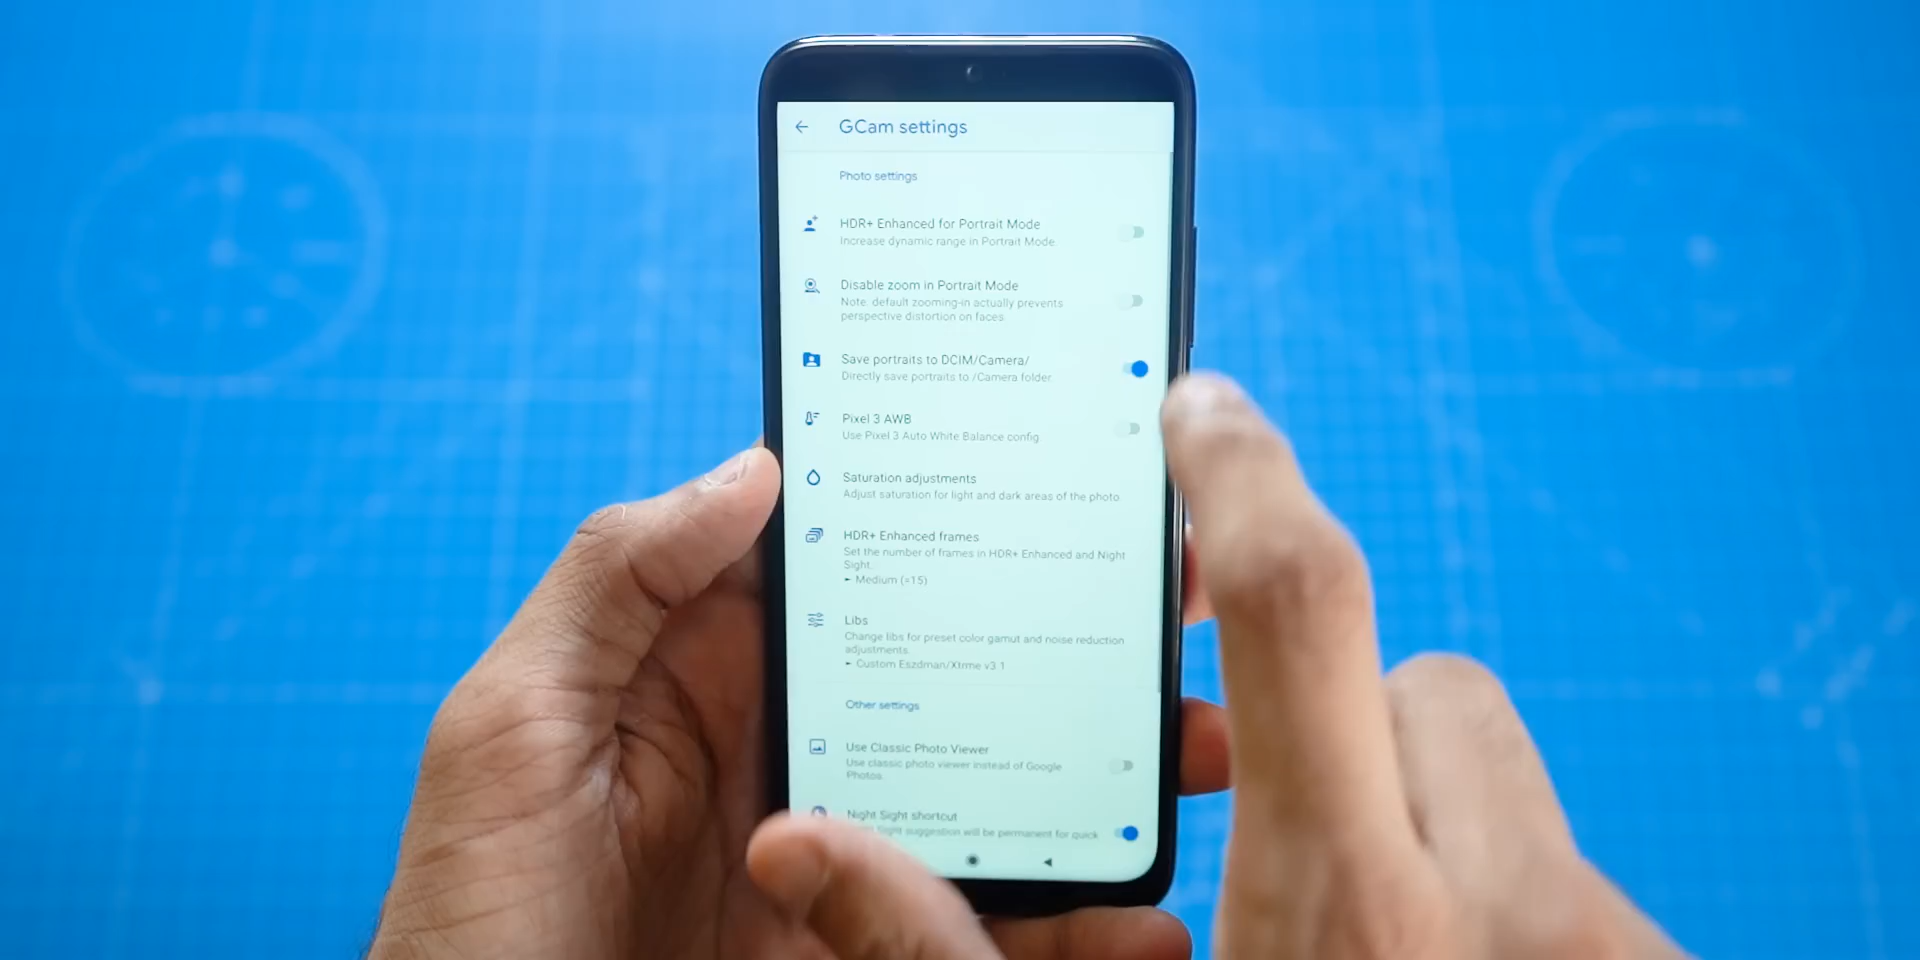 GCam settings
Photo settings
HDR+ Enhanced for Portrait Mode
Increase dynamic range in Portrait Mode
Disable zoom in Portrait Mode
Note: default zooming-in actually prevents
perspective distortion on faces
Save portraits to DCIM/Camera/
Directly save portraits to /Camera folder
Pixel 3 AWB
Use Pixel 3 Auto White Balance config
Saturation adjustments
Adjust saturation for light and dark areas of the photo
HDR+ Enhanced frames
Set the number of frames in HDR+ Enhanced and Night
Sight.
► Medium (≈15)
Libs
Change libs for preset color gamut and noise reduction
adjustments.
► Custom Eszdman/Xtrme v3.1
Other settings
Use Classic Photo Viewer
Use classic photo viewer instead of Google
Photos.
Night Sight shortcut
Sight suggestion will be permanent for quick